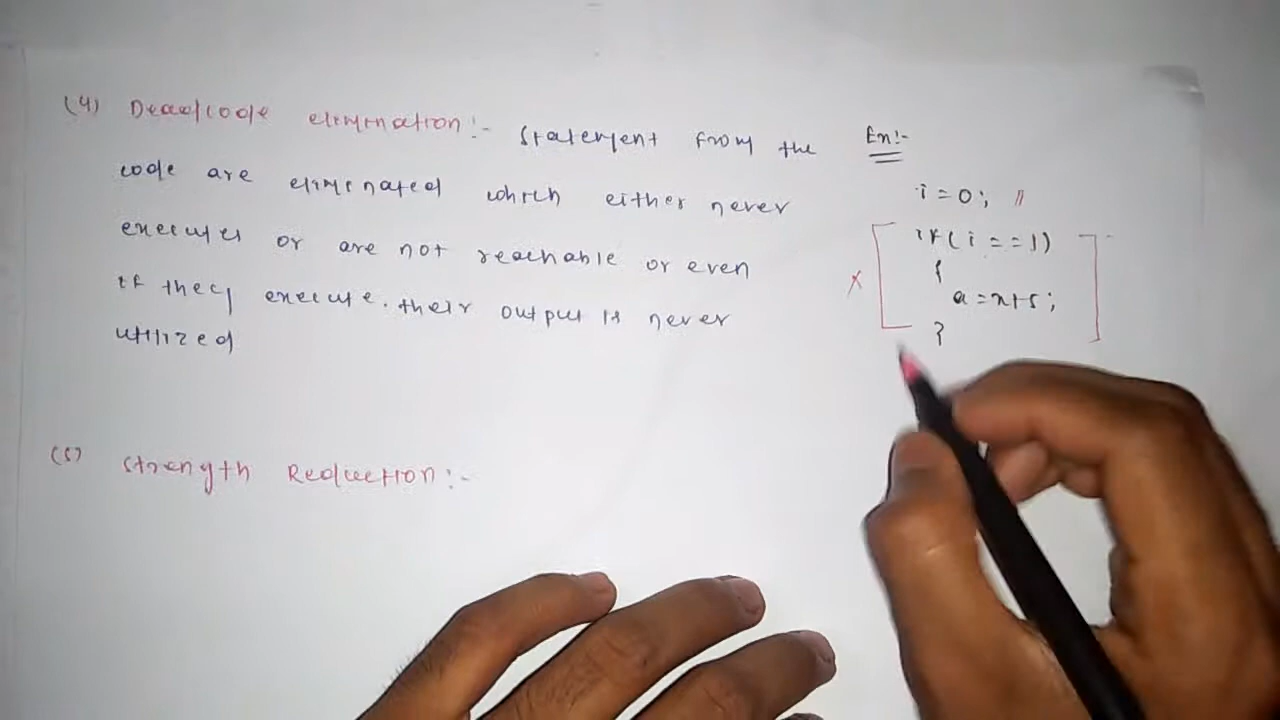 (4) Deadcode elimination :- Statement from the
code are eliminated which either never
executes or are not reachable or even
if they execute. their output is never
utilized
Ex:-
i = 0; //
if (i == 1)
{
a = x+5;
}
(5) Strength Reduction :-